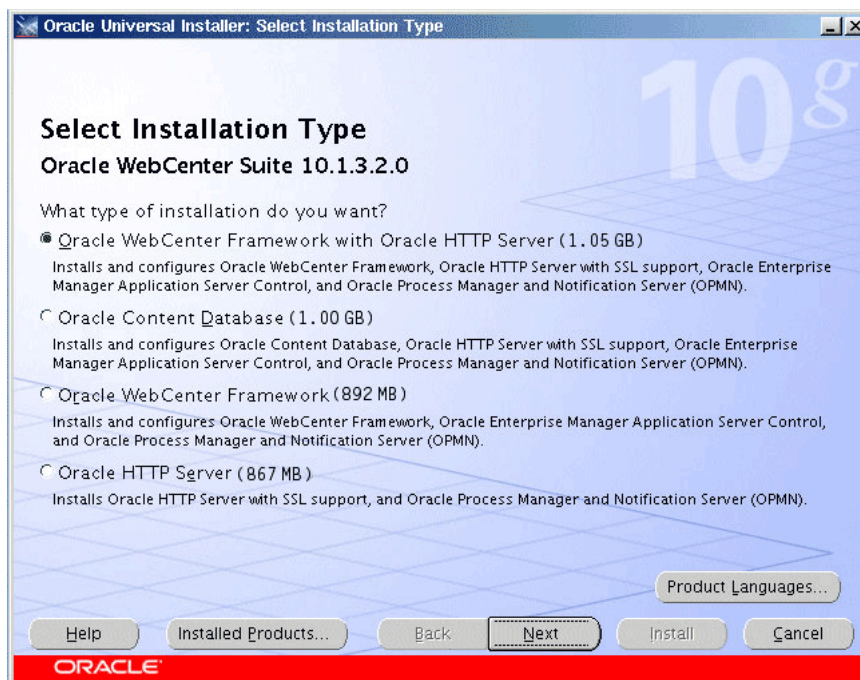 Oracle Universal Installer: Select Installation Type
10g
Select Installation Type
Oracle WebCenter Suite 10.1.3.2.0
What type of installation do you want?
Oracle WebCenter Framework with Oracle HTTP Server (1.05 GB)
Installs and configures Oracle WebCenter Framework, Oracle HTTP Server with SSL support, Oracle Enterprise
Manager Application Server Control, and Oracle Process Manager and Notification Server (OPMN).
Oracle Content Database (1.00 GB)
Installs and configures Oracle Content Database, Oracle HTTP Server with SSL support, Oracle Enterprise
Manager Application Server Control, and Oracle Process Manager and Notification Server (OPMN).
Oracle WebCenter Framework (892 MB)
Installs and configures Oracle WebCenter Framework, Oracle Enterprise Manager Application Server Control,
and Oracle Process Manager and Notification Server (OPMN).
Oracle HTTP Server (867 MB)
Installs Oracle HTTP Server with SSL support, and Oracle Process Manager and Notification Server (OPMN).
Product Languages...
Help Installed Products... Back Next Install Cancel
ORACLE